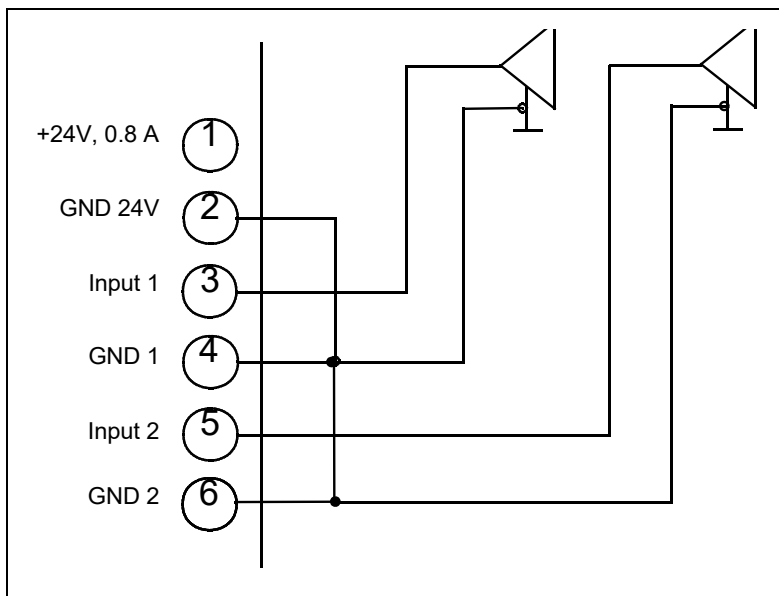 +24V, 0.8 A 1
GND 24V 2
Input 1 3
GND 1 4
Input 2 5
GND 2 6